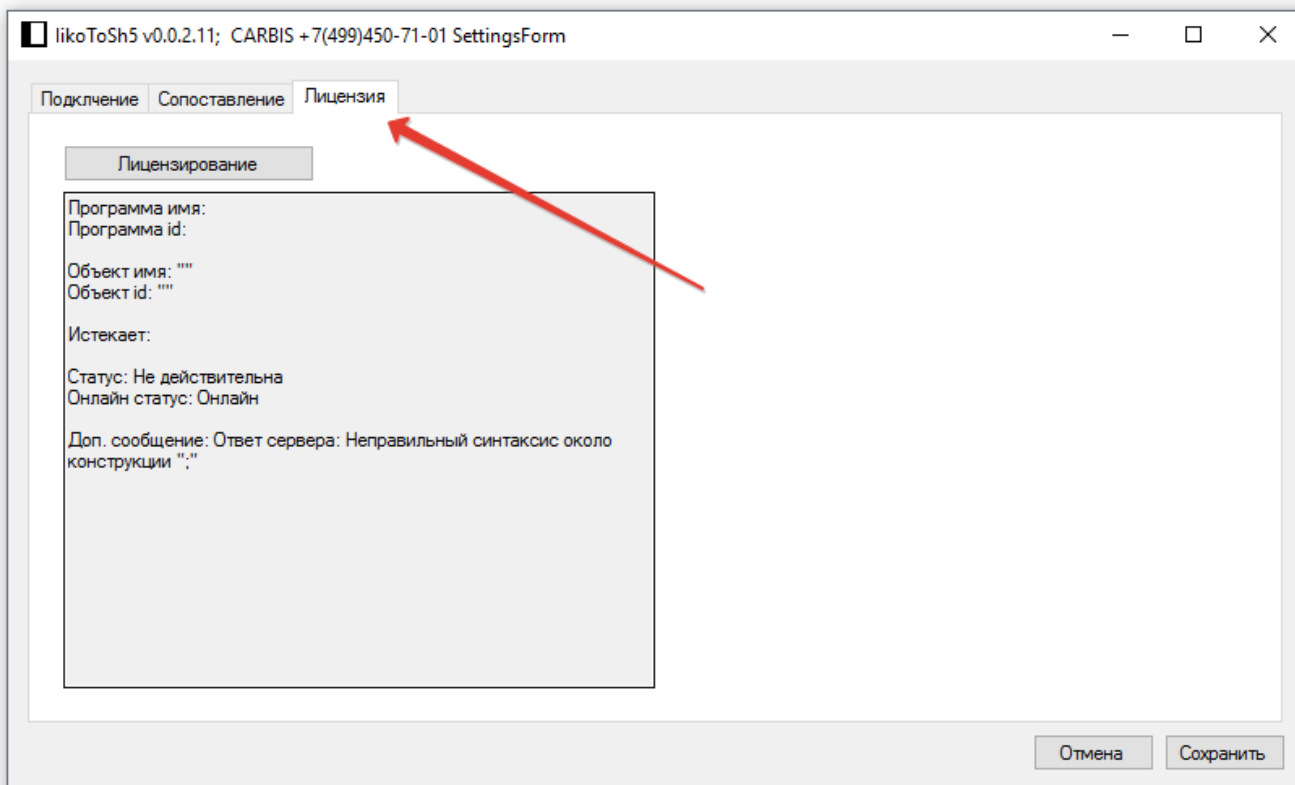 IikoToSh5 v0.0.2.11; CARBIS +7(499)450-71-01 SettingsForm
Подклчение Сопоставление Лицензия
Лицензирование
Программа имя:
Программа id:
Объект имя: ""
Объект id: ""
Истекает:
Статус: Не действительна
Онлайн статус: Онлайн
Доп. сообщение: Ответ сервера: Неправильный синтаксис около
конструкции ";"
Отмена Сохранить